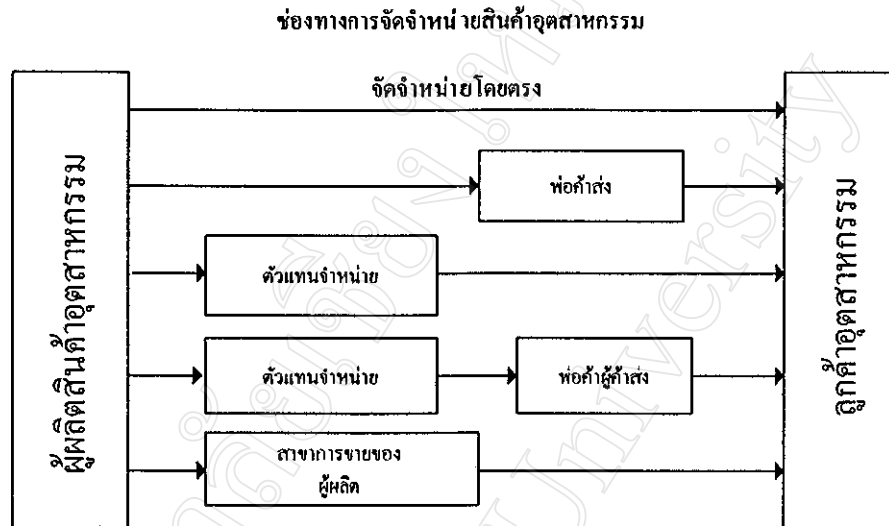 ช่องทางการจัดจำหน่ายสินค้าอุตสาหกรรม
จัดจำหน่ายโดยตรง
ผู้ผลิตสินค้าอุตสาหกรรม
พ่อค้าส่ง
ลูกค้าอุตสาหกรรม
ตัวแทนจำหน่าย
ตัวแทนจำหน่าย
พ่อค้าผู้ค้าส่ง
สาขาการขายของ
ผู้ผลิต
University